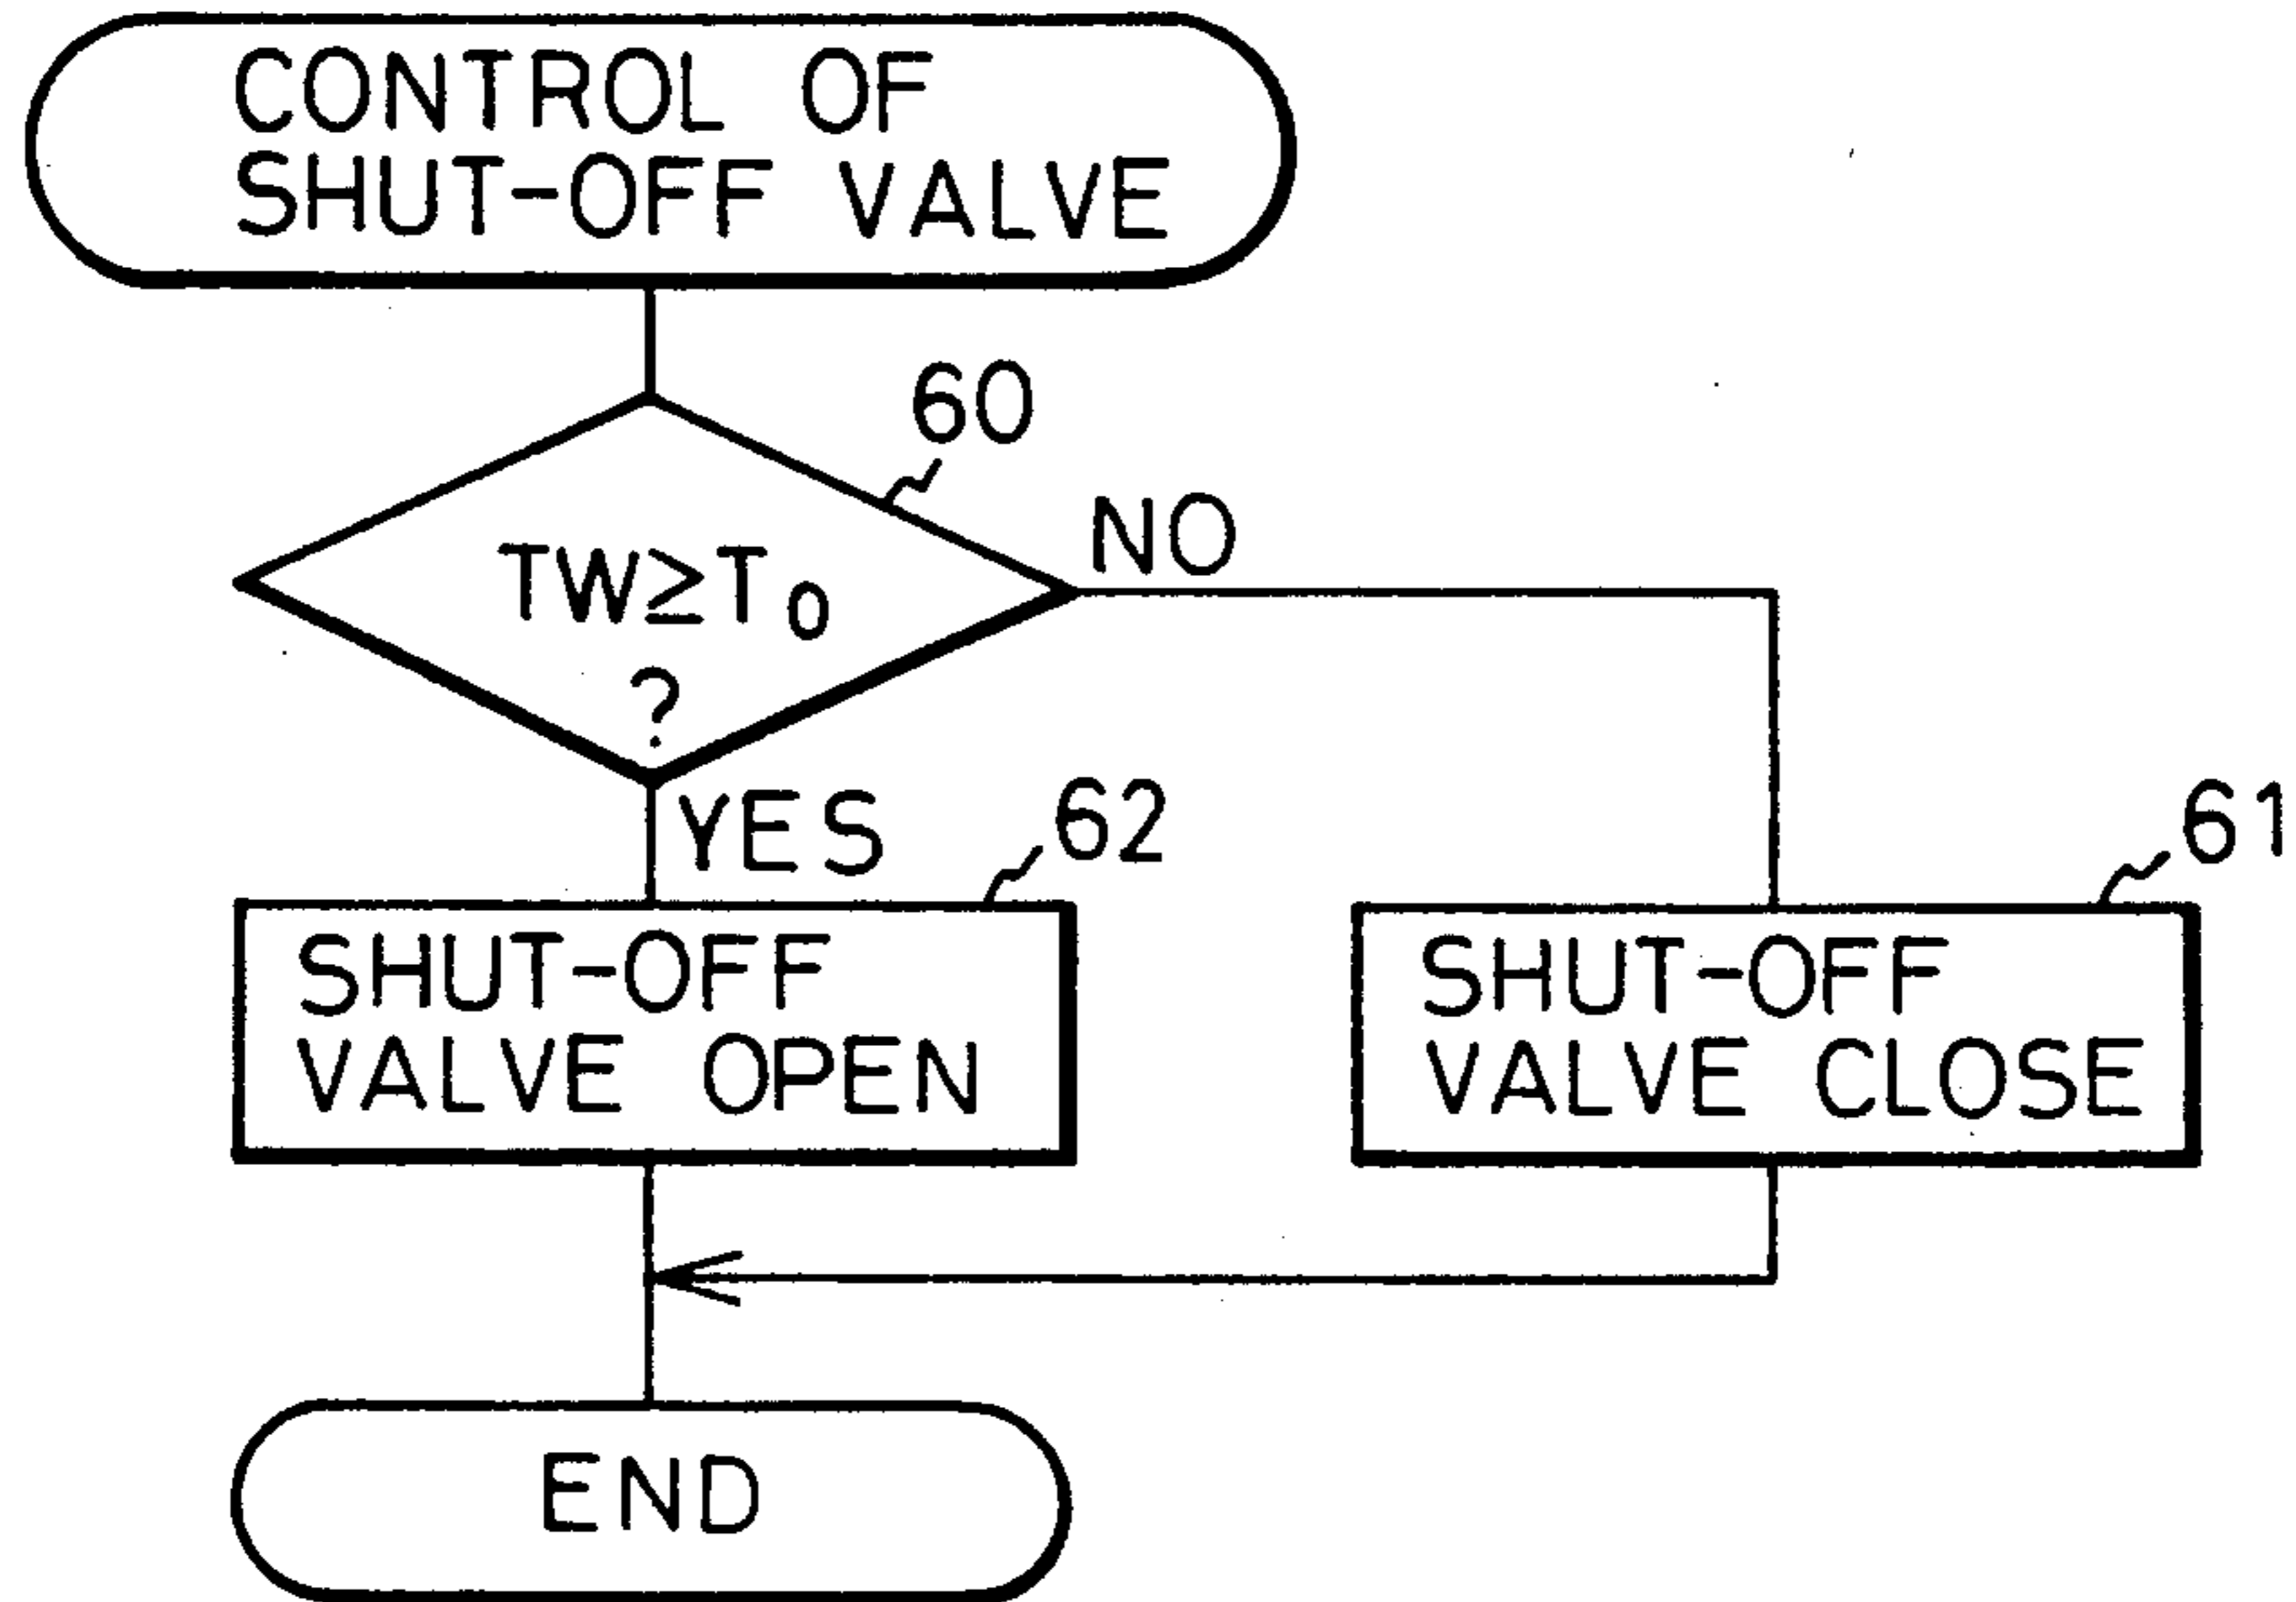 CONTROL OF
SHUT-OFF VALVE
60
NO
TW≥T₀
?
YES
62
61
SHUT-OFF
VALVE OPEN
SHUT-OFF
VALVE CLOSE
END